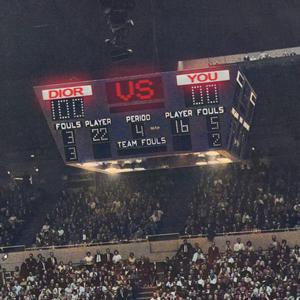 DIOR VS YOU
100 00
FOULS PLAYER PERIOD PLAYER FOULS
3 22 4 16 5
3 TEAM FOULS 2